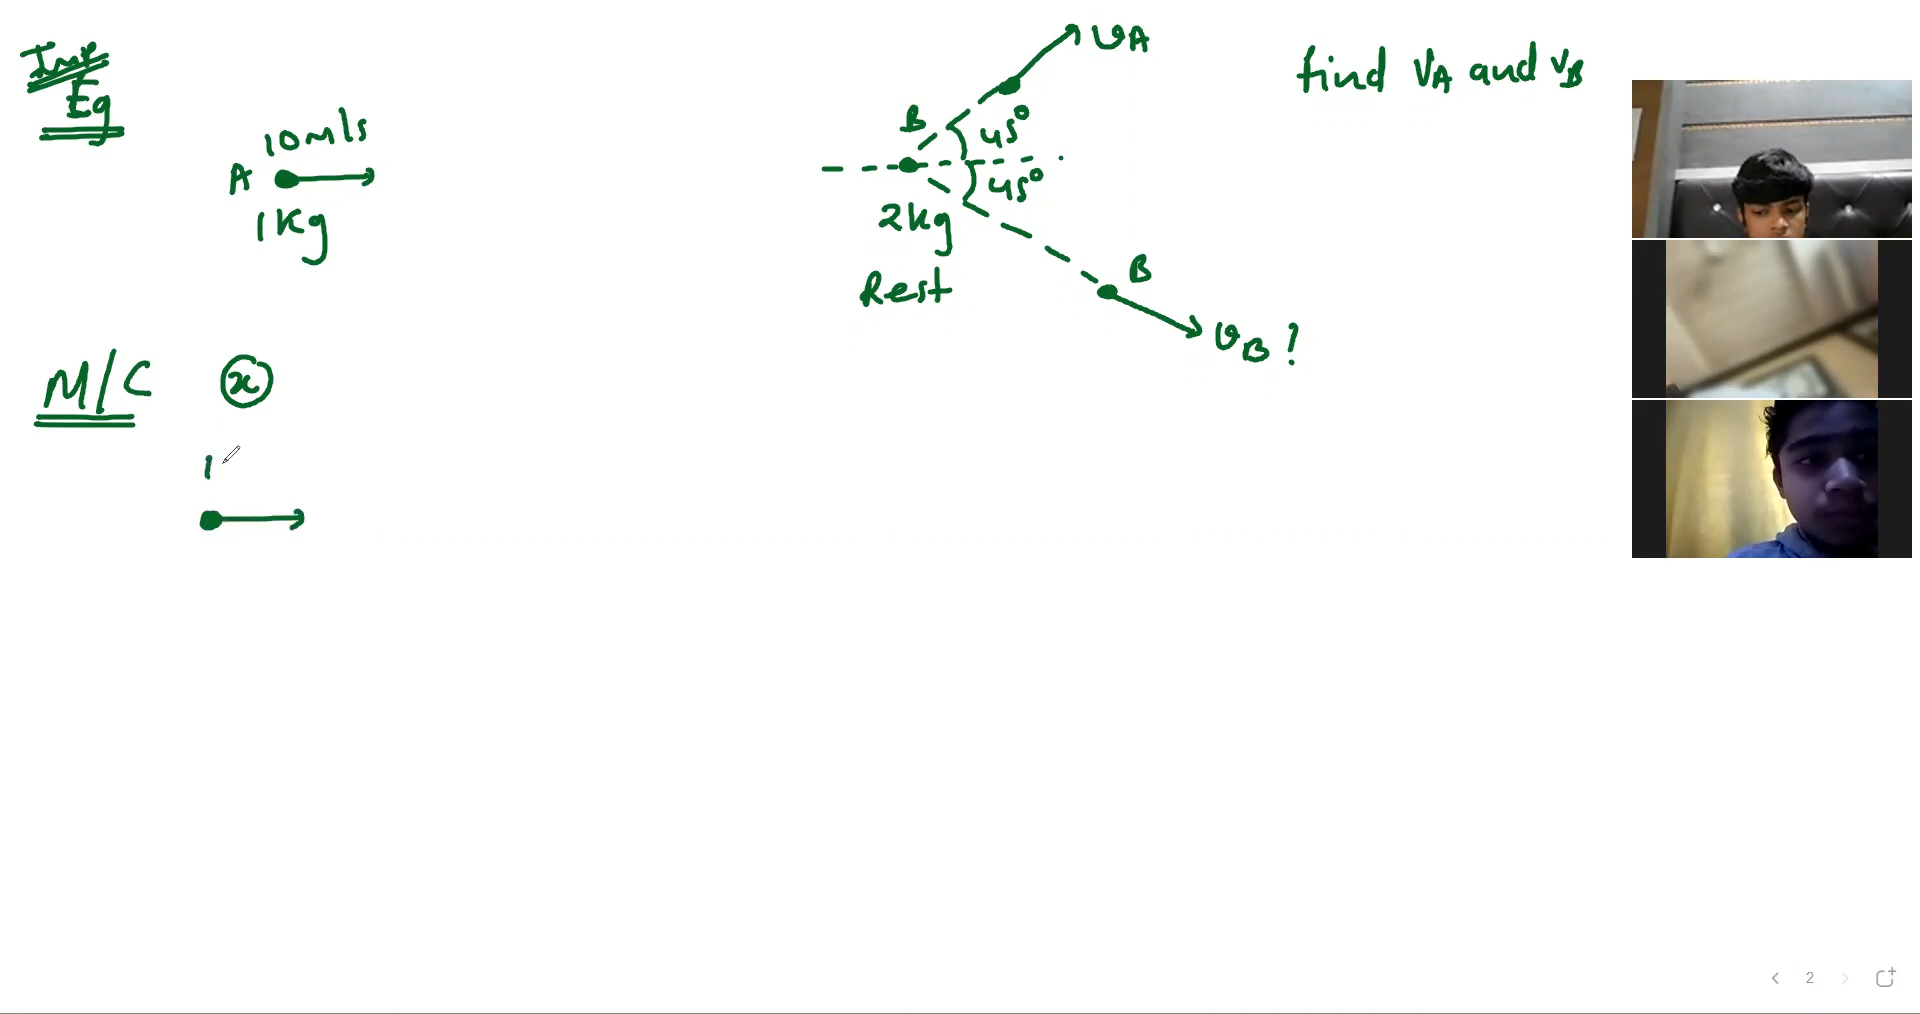 Imp
Eg
10m/s
A
1Kg
B
45°
45°
2kg
Rest
vA
B
vB ?
find VA and VB
M/C
x
1
2